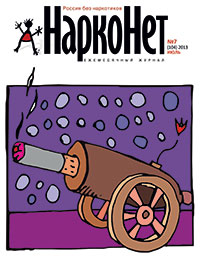 Россия без наркотиков
НаркоНет
ЕЖЕМЕСЯЧНЫЙ ЖУРНАЛ
№7
(104) 2013
ИЮЛЬ